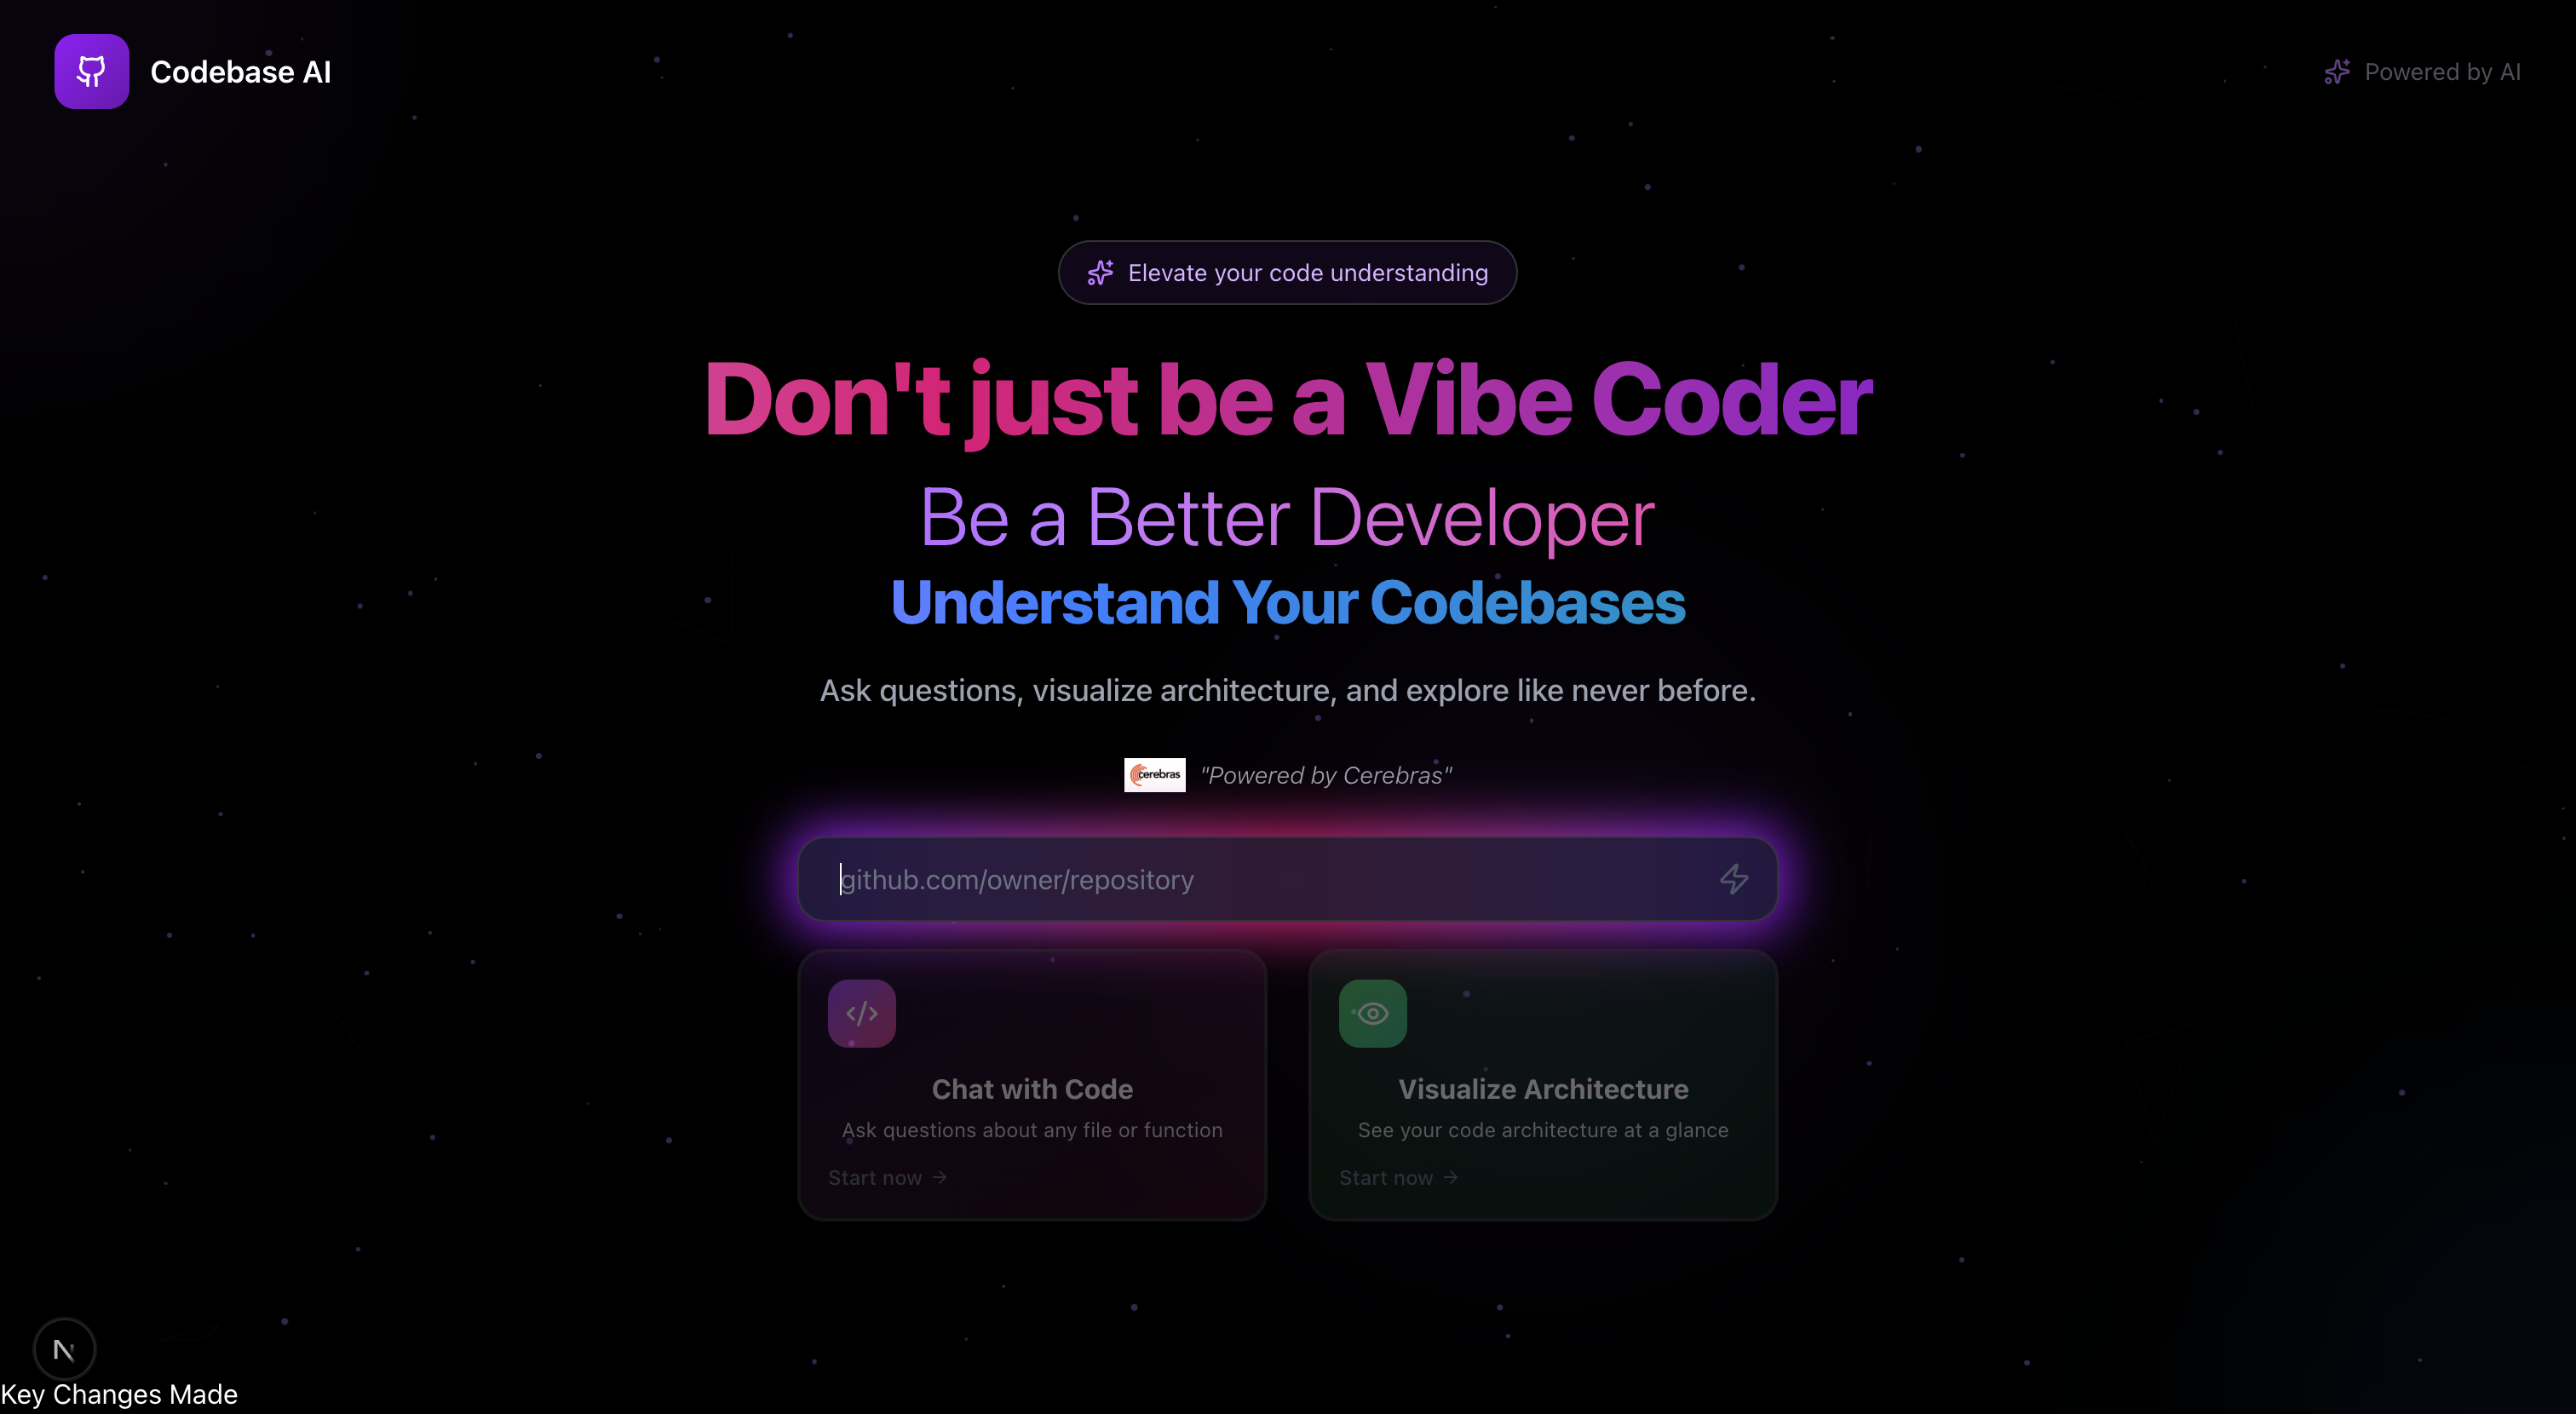 Codebase AI
Powered by AI
Elevate your code understanding
Don't just be a Vibe Coder
Be a Better Developer
Understand Your Codebases
Ask questions, visualize architecture, and explore like never before.
cerebras "Powered by Cerebras"
github.com/owner/repository
Chat with Code
Ask questions about any file or function
Start now →
Visualize Architecture
See your code architecture at a glance
Start now →
N
Key Changes Made